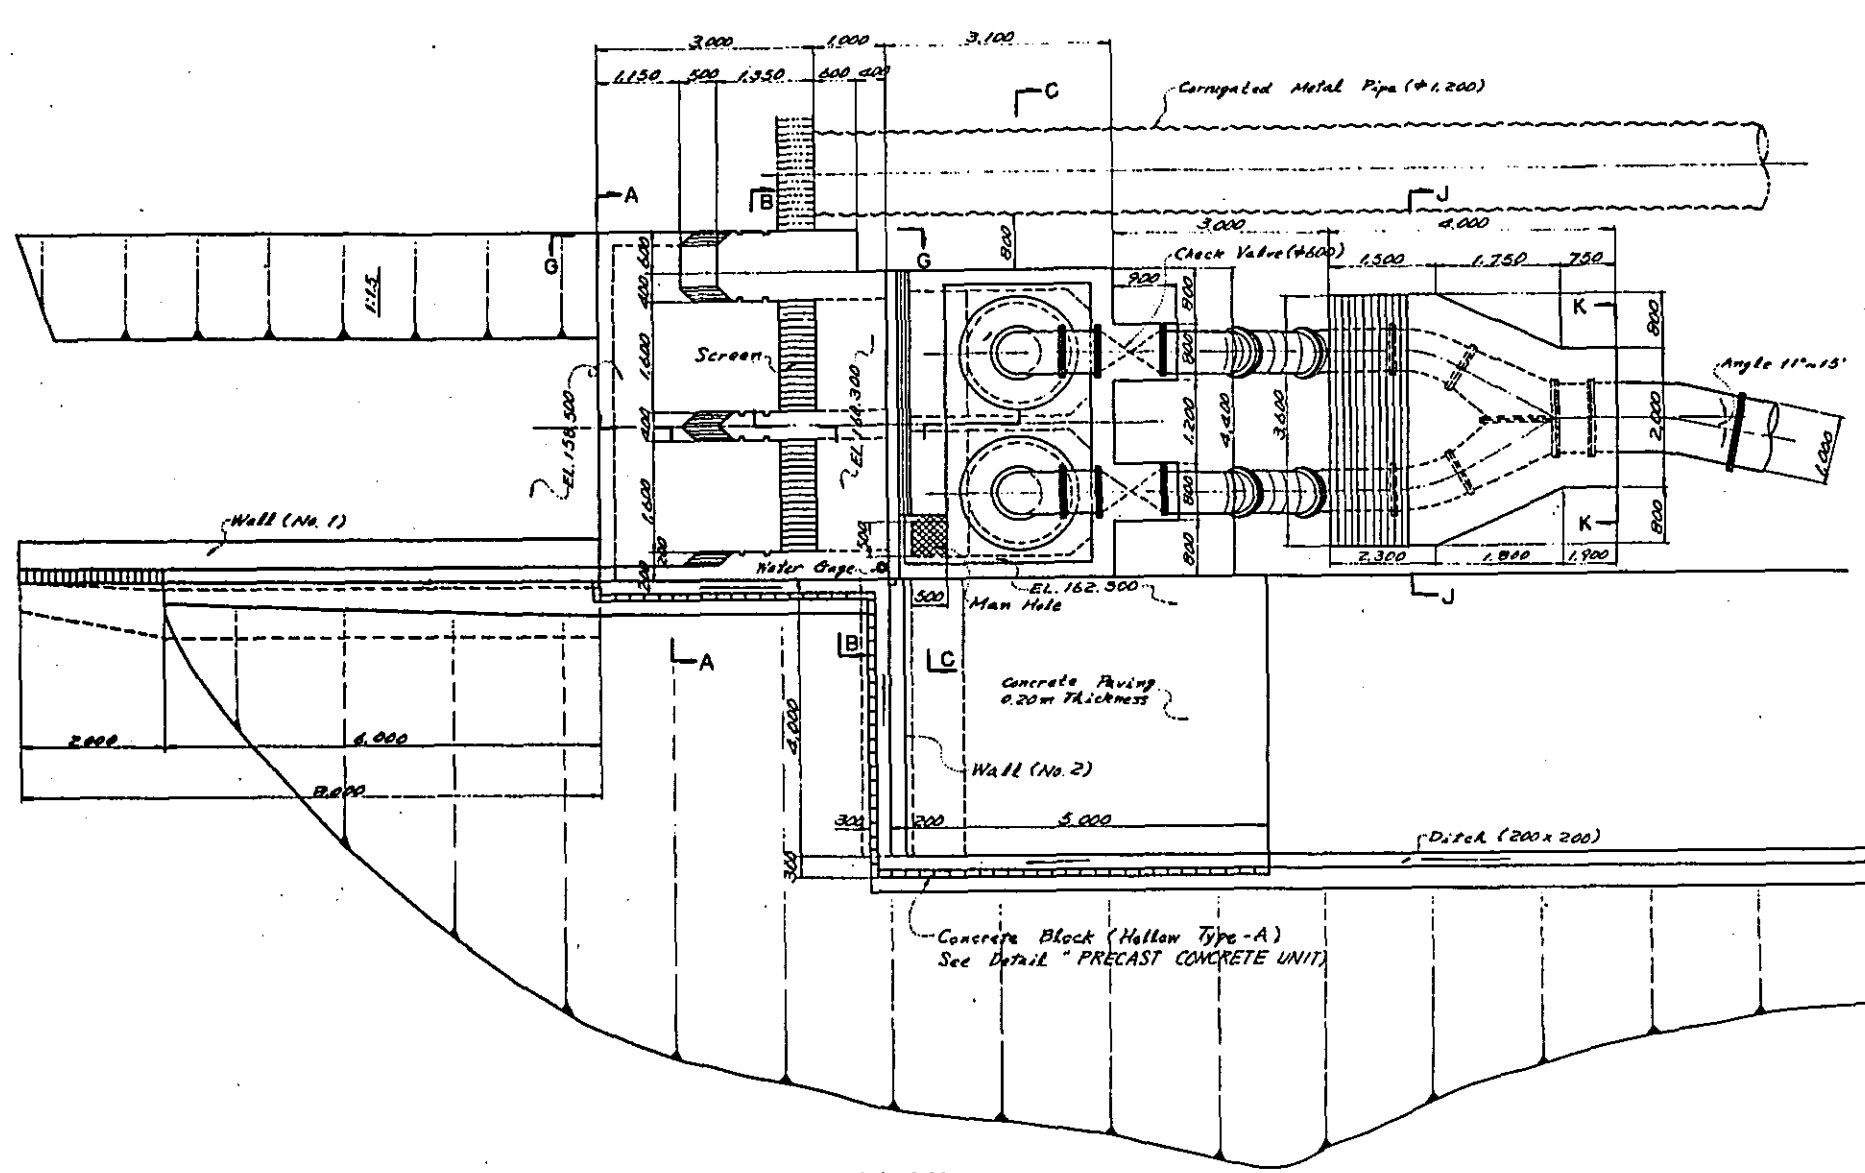 3,000 1,000 3,100
1,150 500 1,350 600 400
C
Corrugated Metal Pipe (φ1,200)
A
B
J
3,000 4,000
G
G
600
800
Check Valve (φ600)
1,500 1,750 750
900
1:1.5
400
800
K
800
Screen
1,600
800
Angle 11°~15'
EL.158.500
400
EL.160.300
1,200
4,400
3,600
2,000
1,000
1,600
800
Wall (No. 1)
500
K
800
200
200
Water Gage
800
2,300 1,800 1,900
500
EL.162.300
Man Hole
J
A
B
C
Concrete Paving
0.20m Thickness
2,000 6,000
4,000
Wall (No. 2)
8,000
300 200 5,000
Ditch (200 x 200)
300
Concrete Block (Hollow Type-A)
See Detail " PRECAST CONCRETE UNIT)